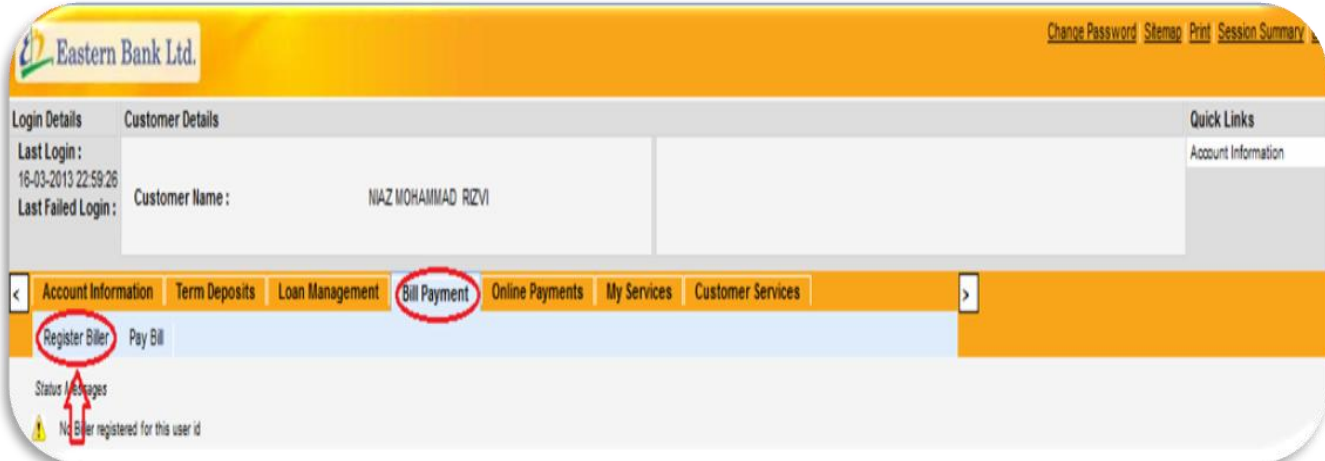 Eastern Bank Ltd.
Change Password Sitemap Print Session Summary
Login Details Customer Details Quick Links
Last Login :
16-03-2013 22:59:26
Last Failed Login :
Customer Name : NIAZ MOHAMMAD RIZVI
Account Information
< Account Information Term Deposits Loan Management Bill Payment Online Payments My Services Customer Services >
Register Biller Pay Bill
Status Messages
No Biller registered for this user id